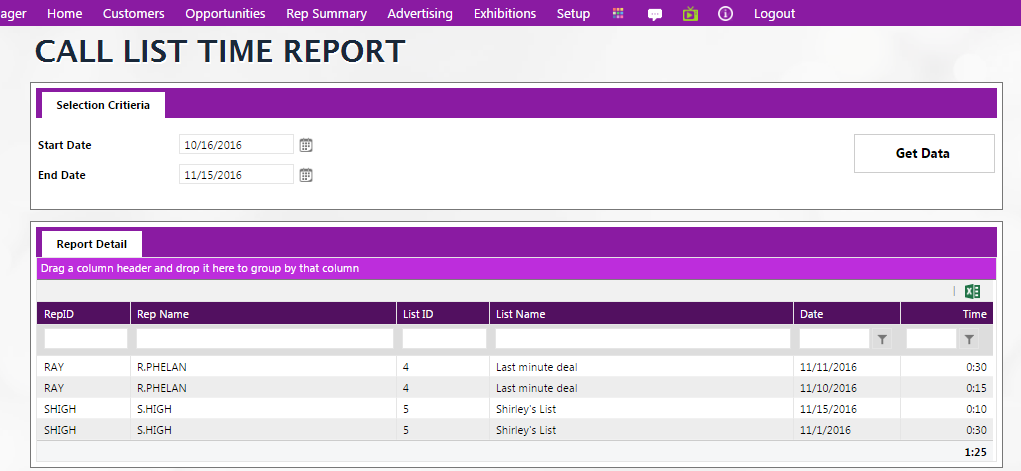 ager Home Customers Opportunities Rep Summary Advertising Exhibitions Setup Logout
CALL LIST TIME REPORT
Selection Critieria
Start Date 10/16/2016
Get Data
End Date 11/15/2016
Report Detail
Drag a column header and drop it here to group by that column
RepID Rep Name List ID List Name Date Time
RAY R.PHELAN 4 Last minute deal 11/11/2016 0:30
RAY R.PHELAN 4 Last minute deal 11/10/2016 0:15
SHIGH S.HIGH 5 Shirley's List 11/15/2016 0:10
SHIGH S.HIGH 5 Shirley's List 11/1/2016 0:30
1:25